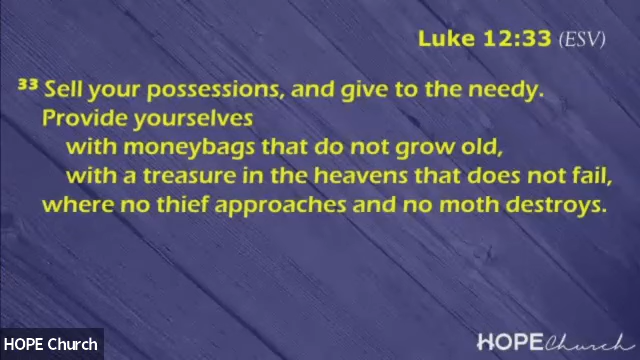 Luke 12:33 (ESV)
³³ Sell your possessions, and give to the needy.
Provide yourselves
with moneybags that do not grow old,
with a treasure in the heavens that does not fail,
where no thief approaches and no moth destroys.
HOPE Church
HOPE Church